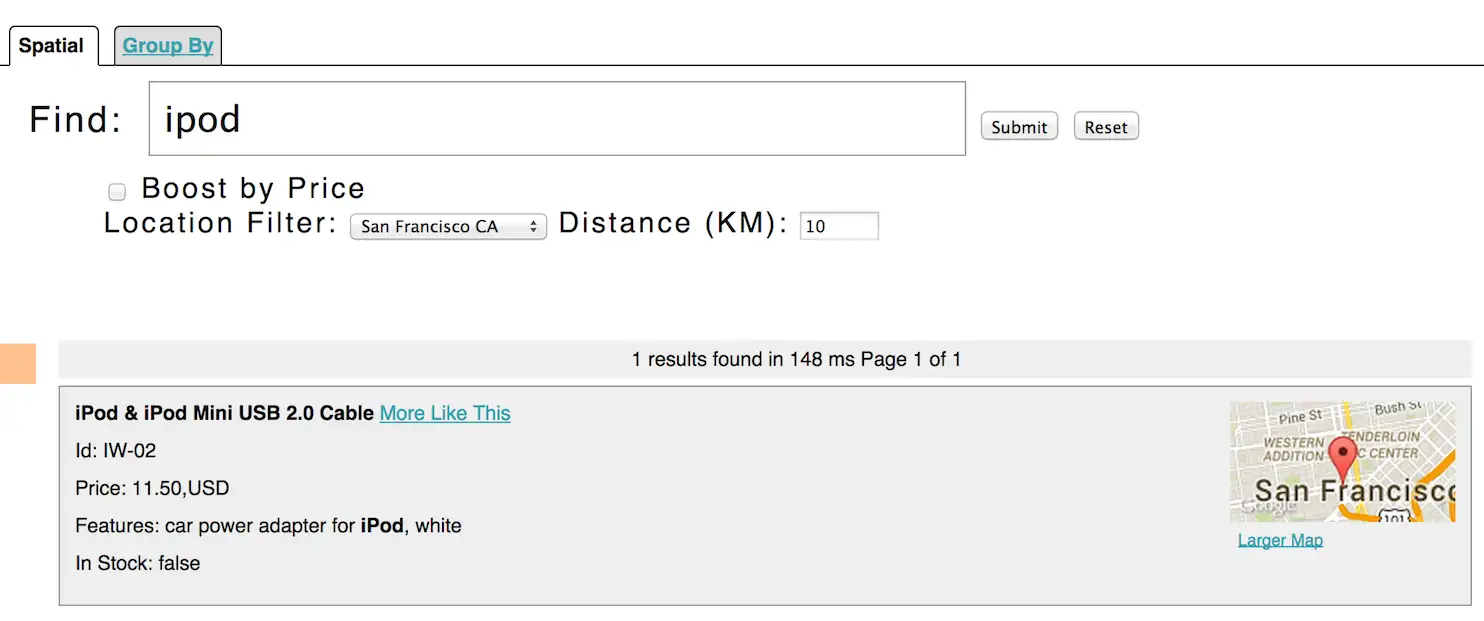 Spatial Group By
Find: ipod Submit Reset
Boost by Price
Location Filter: San Francisco CA Distance (KM): 10
1 results found in 148 ms Page 1 of 1
iPod & iPod Mini USB 2.0 Cable More Like This
Id: IW-02
Price: 11.50,USD
Features: car power adapter for iPod, white
In Stock: false
Pine St Bush St
WESTERN TENDERLOIN
ADDITION C CENTER
San Francisco
Google
101
Larger Map